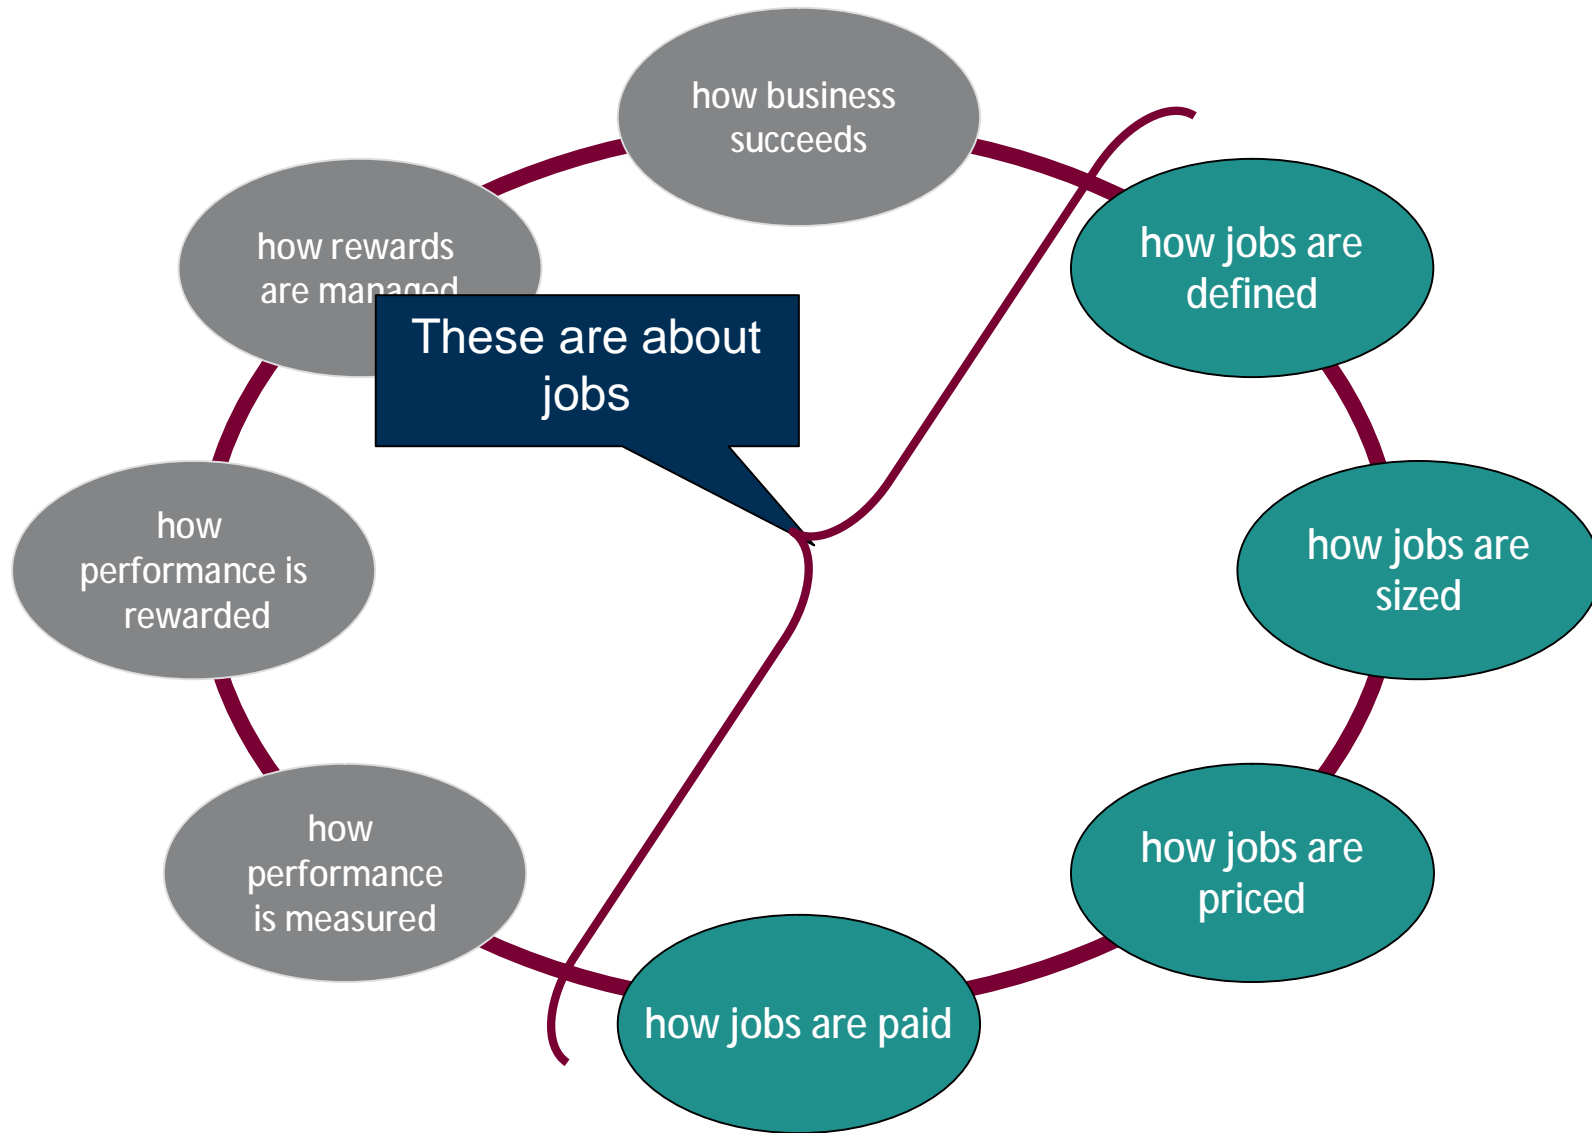 how business
succeeds
how jobs are
defined
how jobs are
sized
how jobs are
priced
how jobs are paid
how
performance
is measured
how
performance is
rewarded
how rewards
are managed
These are about
jobs